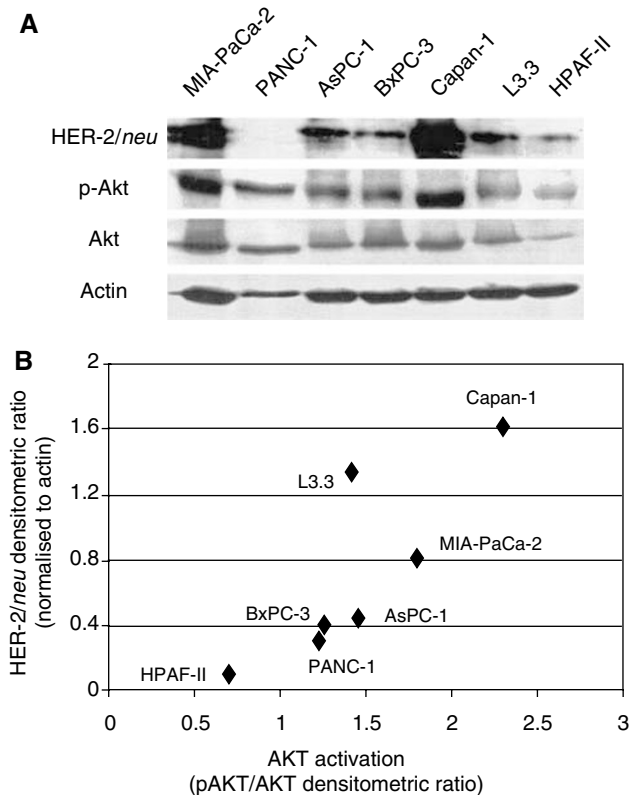 A
MIA-PaCa-2 PANC-1 AsPC-1 BxPC-3 Capan-1 L3.3 HPAF-II
HER-2/neu
p-Akt
Akt
Actin
B
HER-2/neu densitometric ratio
(normalised to actin)
2
1.6
1.2
0.8
0.4
0
Capan-1
L3.3
MIA-PaCa-2
BxPC-3
AsPC-1
PANC-1
HPAF-II
0 0.5 1 1.5 2 2.5 3
AKT activation
(pAKT/AKT densitometric ratio)